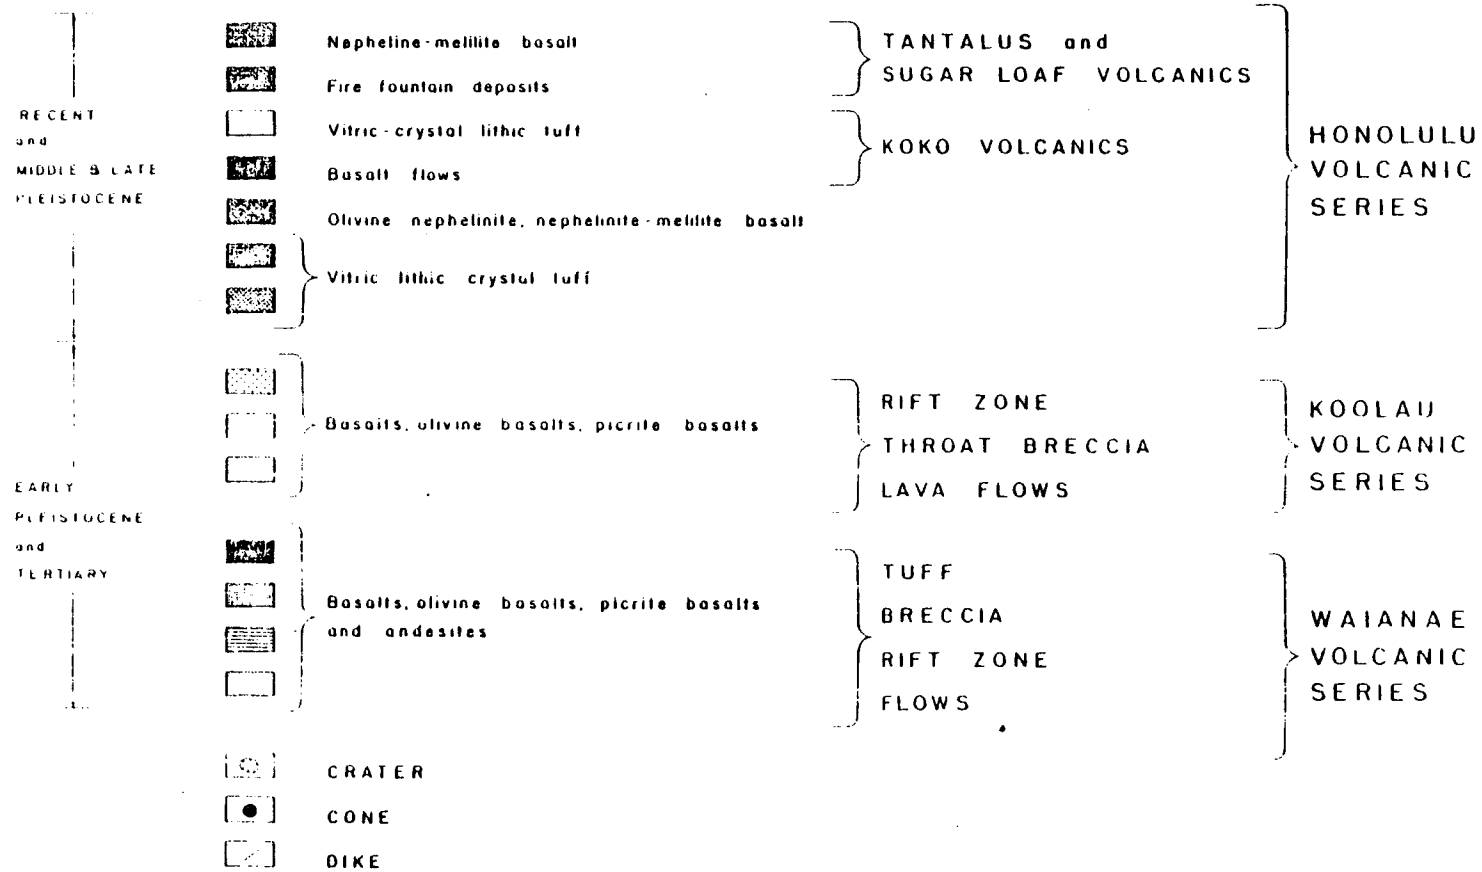 RECENT
and
MIDDLE & LATE
PLEISTOCENE
Nepheline-melilite basalt
Fire fountain deposits
Vitric-crystal lithic tuff
Basalt flows
Olivine nephelinite, nephelinite-melilite basalt
Vitric lithic crystal tuff
TANTALUS and
SUGAR LOAF VOLCANICS
KOKO VOLCANICS
HONOLULU
VOLCANIC
SERIES
EARLY
PLEISTOCENE
and
TERTIARY
Basalts, olivine basalts, picrite basalts
RIFT ZONE
THROAT BRECCIA
LAVA FLOWS
KOOLAU
VOLCANIC
SERIES
Basalts, olivine basalts, picrite basalts
and andesites
TUFF
BRECCIA
RIFT ZONE
FLOWS
WAIANAE
VOLCANIC
SERIES
CRATER
CONE
DIKE